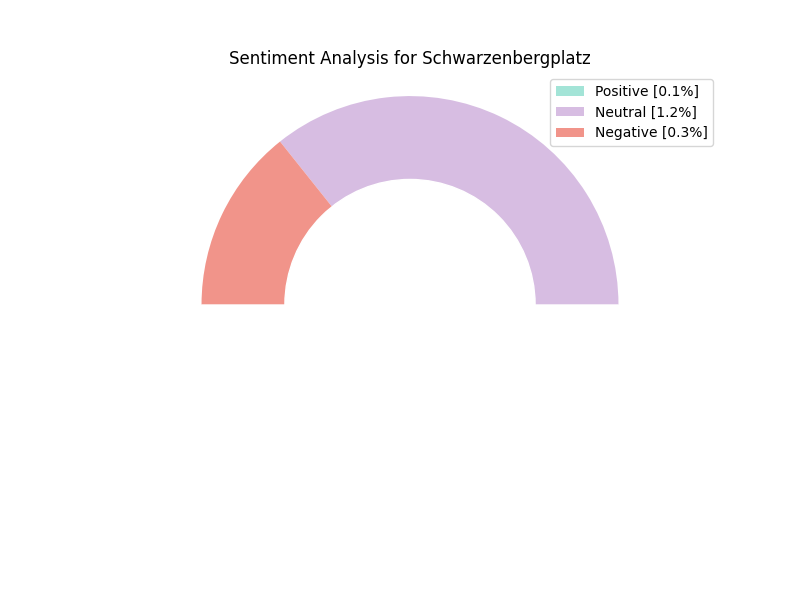 Sentiment Analysis for Schwarzenbergplatz
Positive [0.1%]
Neutral [1.2%]
Negative [0.3%]